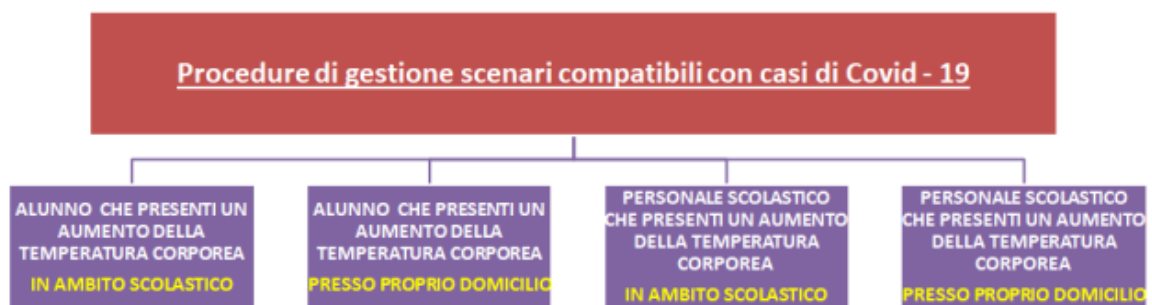 Procedure di gestione scenari compatibili con casi di Covid - 19
ALUNNO CHE PRESENTI UN
AUMENTO DELLA
TEMPERATURA CORPOREA
IN AMBITO SCOLASTICO
ALUNNO CHE PRESENTI UN
AUMENTO DELLA
TEMPERATURA CORPOREA
PRESSO PROPRIO DOMICILIO
PERSONALE SCOLASTICO
CHE PRESENTI UN AUMENTO
DELLA TEMPERATURA
CORPOREA
IN AMBITO SCOLASTICO
PERSONALE SCOLASTICO
CHE PRESENTI UN AUMENTO
DELLA TEMPERATURA
CORPOREA
PRESSO PROPRIO DOMICILIO